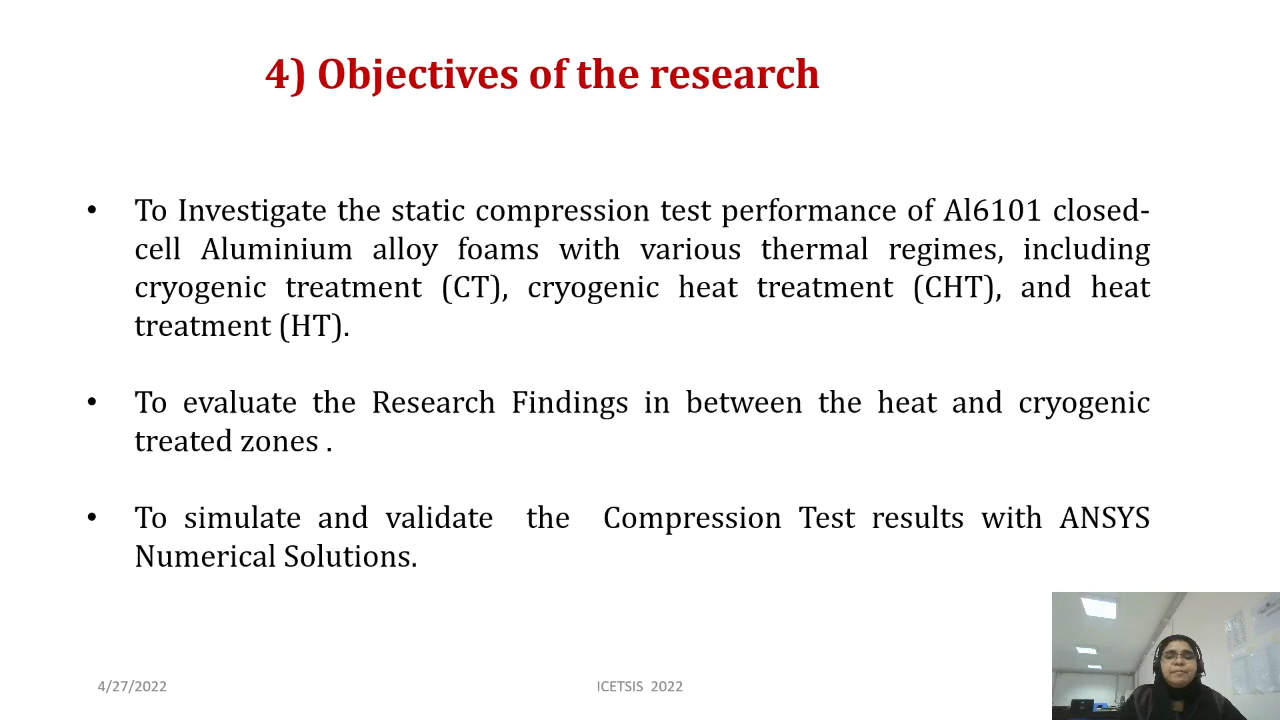 4) Objectives of the research
• To Investigate the static compression test performance of Al6101 closed-
cell Aluminium alloy foams with various thermal regimes, including
cryogenic treatment (CT), cryogenic heat treatment (CHT), and heat
treatment (HT).
• To evaluate the Research Findings in between the heat and cryogenic
treated zones .
• To simulate and validate the Compression Test results with ANSYS
Numerical Solutions.
4/27/2022
ICETSIS 2022